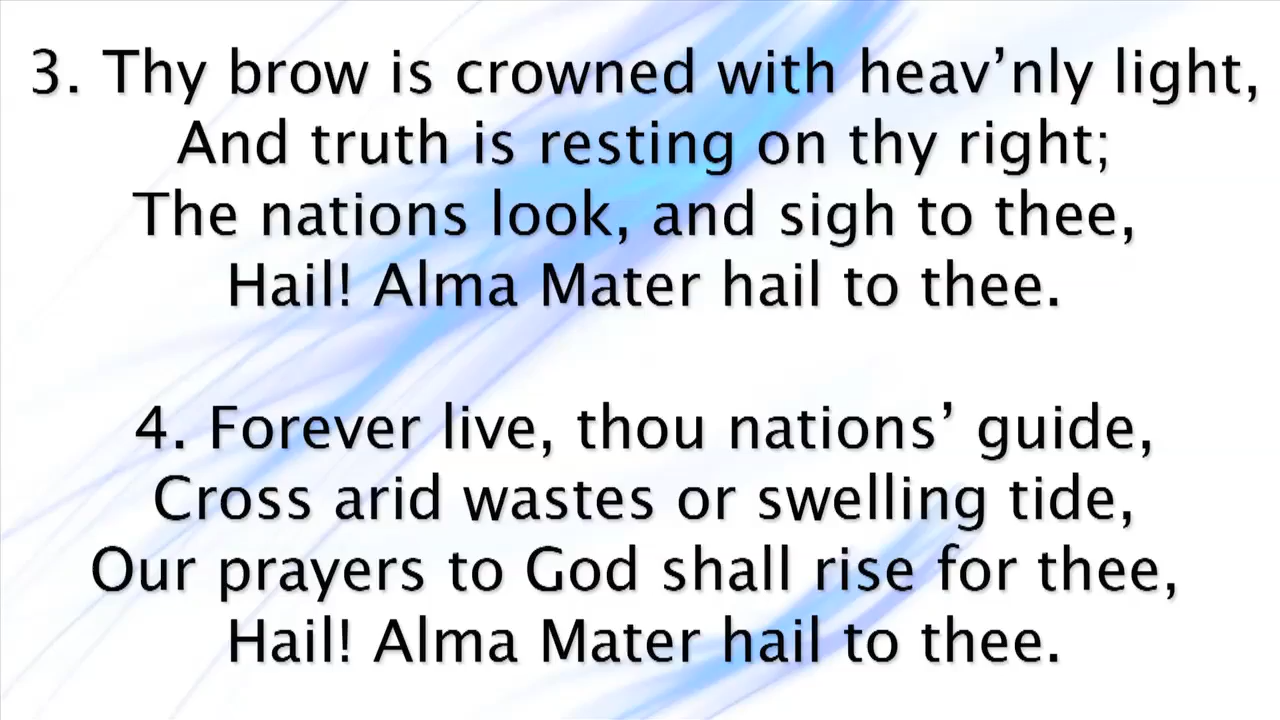 3. Thy brow is crowned with heav’nly light,
And truth is resting on thy right;
The nations look, and sigh to thee,
Hail! Alma Mater hail to thee.
4. Forever live, thou nations’ guide,
Cross arid wastes or swelling tide,
Our prayers to God shall rise for thee,
Hail! Alma Mater hail to thee.